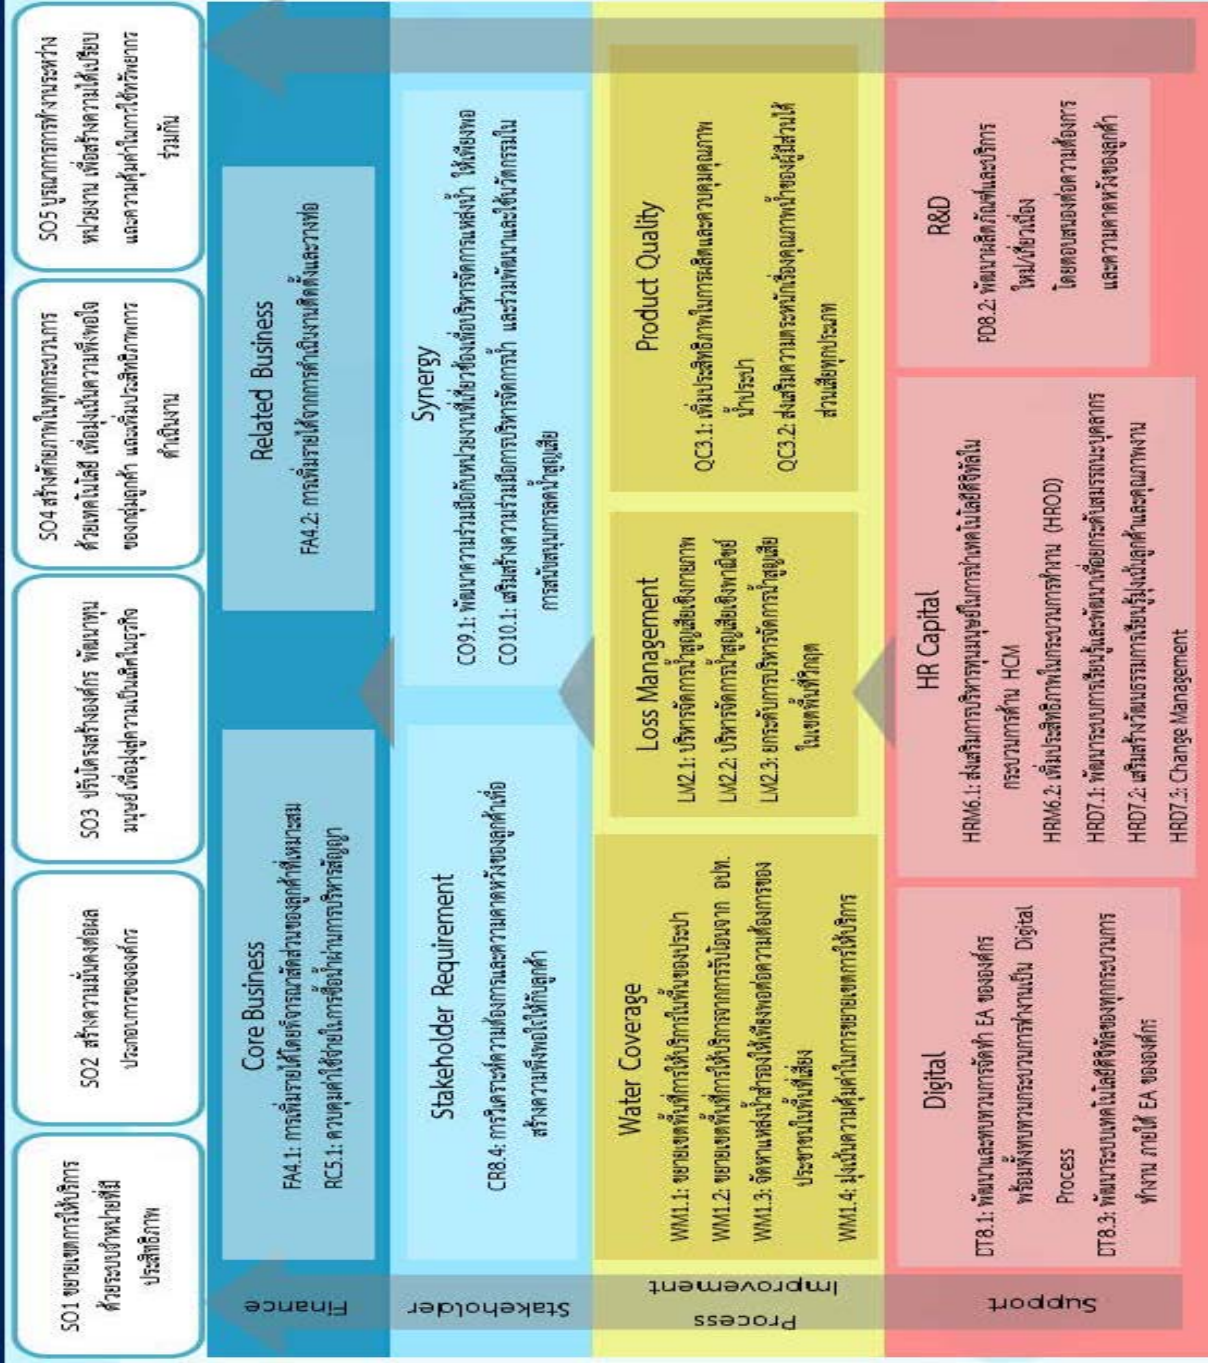 SO1 ขยายเขตการให้บริการ
ด้วยระบบจำหน่ายที่มี
ประสิทธิภาพ
SO2 สร้างความมั่นคงต่อผล
ประกอบการขององค์กร
SO3 ปรับโครงสร้างองค์กร พัฒนาทุน
มนุษย์ เพื่อมุ่งสู่ความเป็นเลิศในธุรกิจ
SO4 สร้างศักยภาพในทุกกระบวนการ
ด้วยเทคโนโลยี เพื่อมุ่งเน้นความพึงพอใจ
ของกลุ่มลูกค้า และเพิ่มประสิทธิภาพการ
ดำเนินงาน
SO5 บูรณาการการทำงานระหว่าง
หน่วยงาน เพื่อสร้างความได้เปรียบ
และความคุ้มค่าในการใช้ทรัพยากร
ร่วมกัน
Finance
Core Business
FA4.1: การเพิ่มรายได้โดยพิจารณาสัดส่วนของลูกค้าที่เหมาะสม
RC5.1: ควบคุมค่าใช้จ่ายในการซื้อน้ำผ่านการบริหารสัญญา
Related Business
FA4.2: การเพิ่มรายได้จากการดำเนินงานติดตั้งและวางท่อ
Stakeholder
Stakeholder Requirement
CR8.4: การวิเคราะห์ความต้องการและความคาดหวังของลูกค้าเพื่อ
สร้างความพึงพอใจให้กับลูกค้า
Synergy
CO9.1: พัฒนาความร่วมมือกับหน่วยงานที่เกี่ยวข้องเพื่อบริหารจัดการแหล่งน้ำ ให้เพียงพอ
CO10.1: เสริมสร้างความร่วมมือการบริหารจัดการน้ำ และร่วมพัฒนาและใช้นวัตกรรมใน
การสนับสนุนการลดน้ำสูญเสีย
Process
Improvement
Water Coverage
WM1.1: ขยายเขตพื้นที่การให้บริการในพื้นของประปา
WM1.2: ขยายเขตพื้นที่การให้บริการจากการรับโอนจาก อปท.
WM1.3: จัดหาแหล่งน้ำสำรองให้เพียงพอต่อความต้องการของ
ประชาชนในพื้นที่เสี่ยง
WM1.4: มุ่งเน้นความคุ้มค่าในการขยายเขตการให้บริการ
Loss Management
LM2.1: บริหารจัดการน้ำสูญเสียเชิงกายภาพ
LM2.2: บริหารจัดการน้ำสูญเสียเชิงพาณิชย์
LM2.3: ยกระดับการบริหารจัดการน้ำสูญเสีย
ในเขตพื้นที่วิกฤต
Product Quality
QC3.1: เพิ่มประสิทธิภาพในการผลิตและควบคุมคุณภาพ
น้ำประปา
QC3.2: ส่งเสริมความตระหนักเรื่องคุณภาพน้ำของผู้มีส่วนได้
ส่วนเสียทุกประเภท
Support
Digital
DT8.1: พัฒนาและทบทวนการจัดทำ EA ขององค์กร
พร้อมทั้งทบทวนกระบวนการทำงานเป็น Digital
Process
DT8.3: พัฒนาระบบเทคโนโลยีดิจิทัลของทุกกระบวนการ
ทำงาน ภายใต้ EA ขององค์กร
HR Capital
HRM6.1: ส่งเสริมการบริหารทุนมนุษย์ในการนำเทคโนโลยีดิจิทัลใน
กระบวนการด้าน HCM
HRM6.2: เพิ่มประสิทธิภาพในกระบวนการทำงาน (HROD)
HRD7.1: พัฒนาระบบการเรียนรู้และพัฒนาเพื่อยกระดับสมรรถนะบุคลากร
HRD7.2: เสริมสร้างวัฒนธรรมการเรียนรู้มุ่งเน้นลูกค้าและคุณภาพงาน
HRD7.3: Change Management
R&D
PD8.2: พัฒนาผลิตภัณฑ์และบริการ
ใหม่/เกี่ยวเนื่อง
โดยตอบสนองต่อความต้องการ
และความคาดหวังของลูกค้า